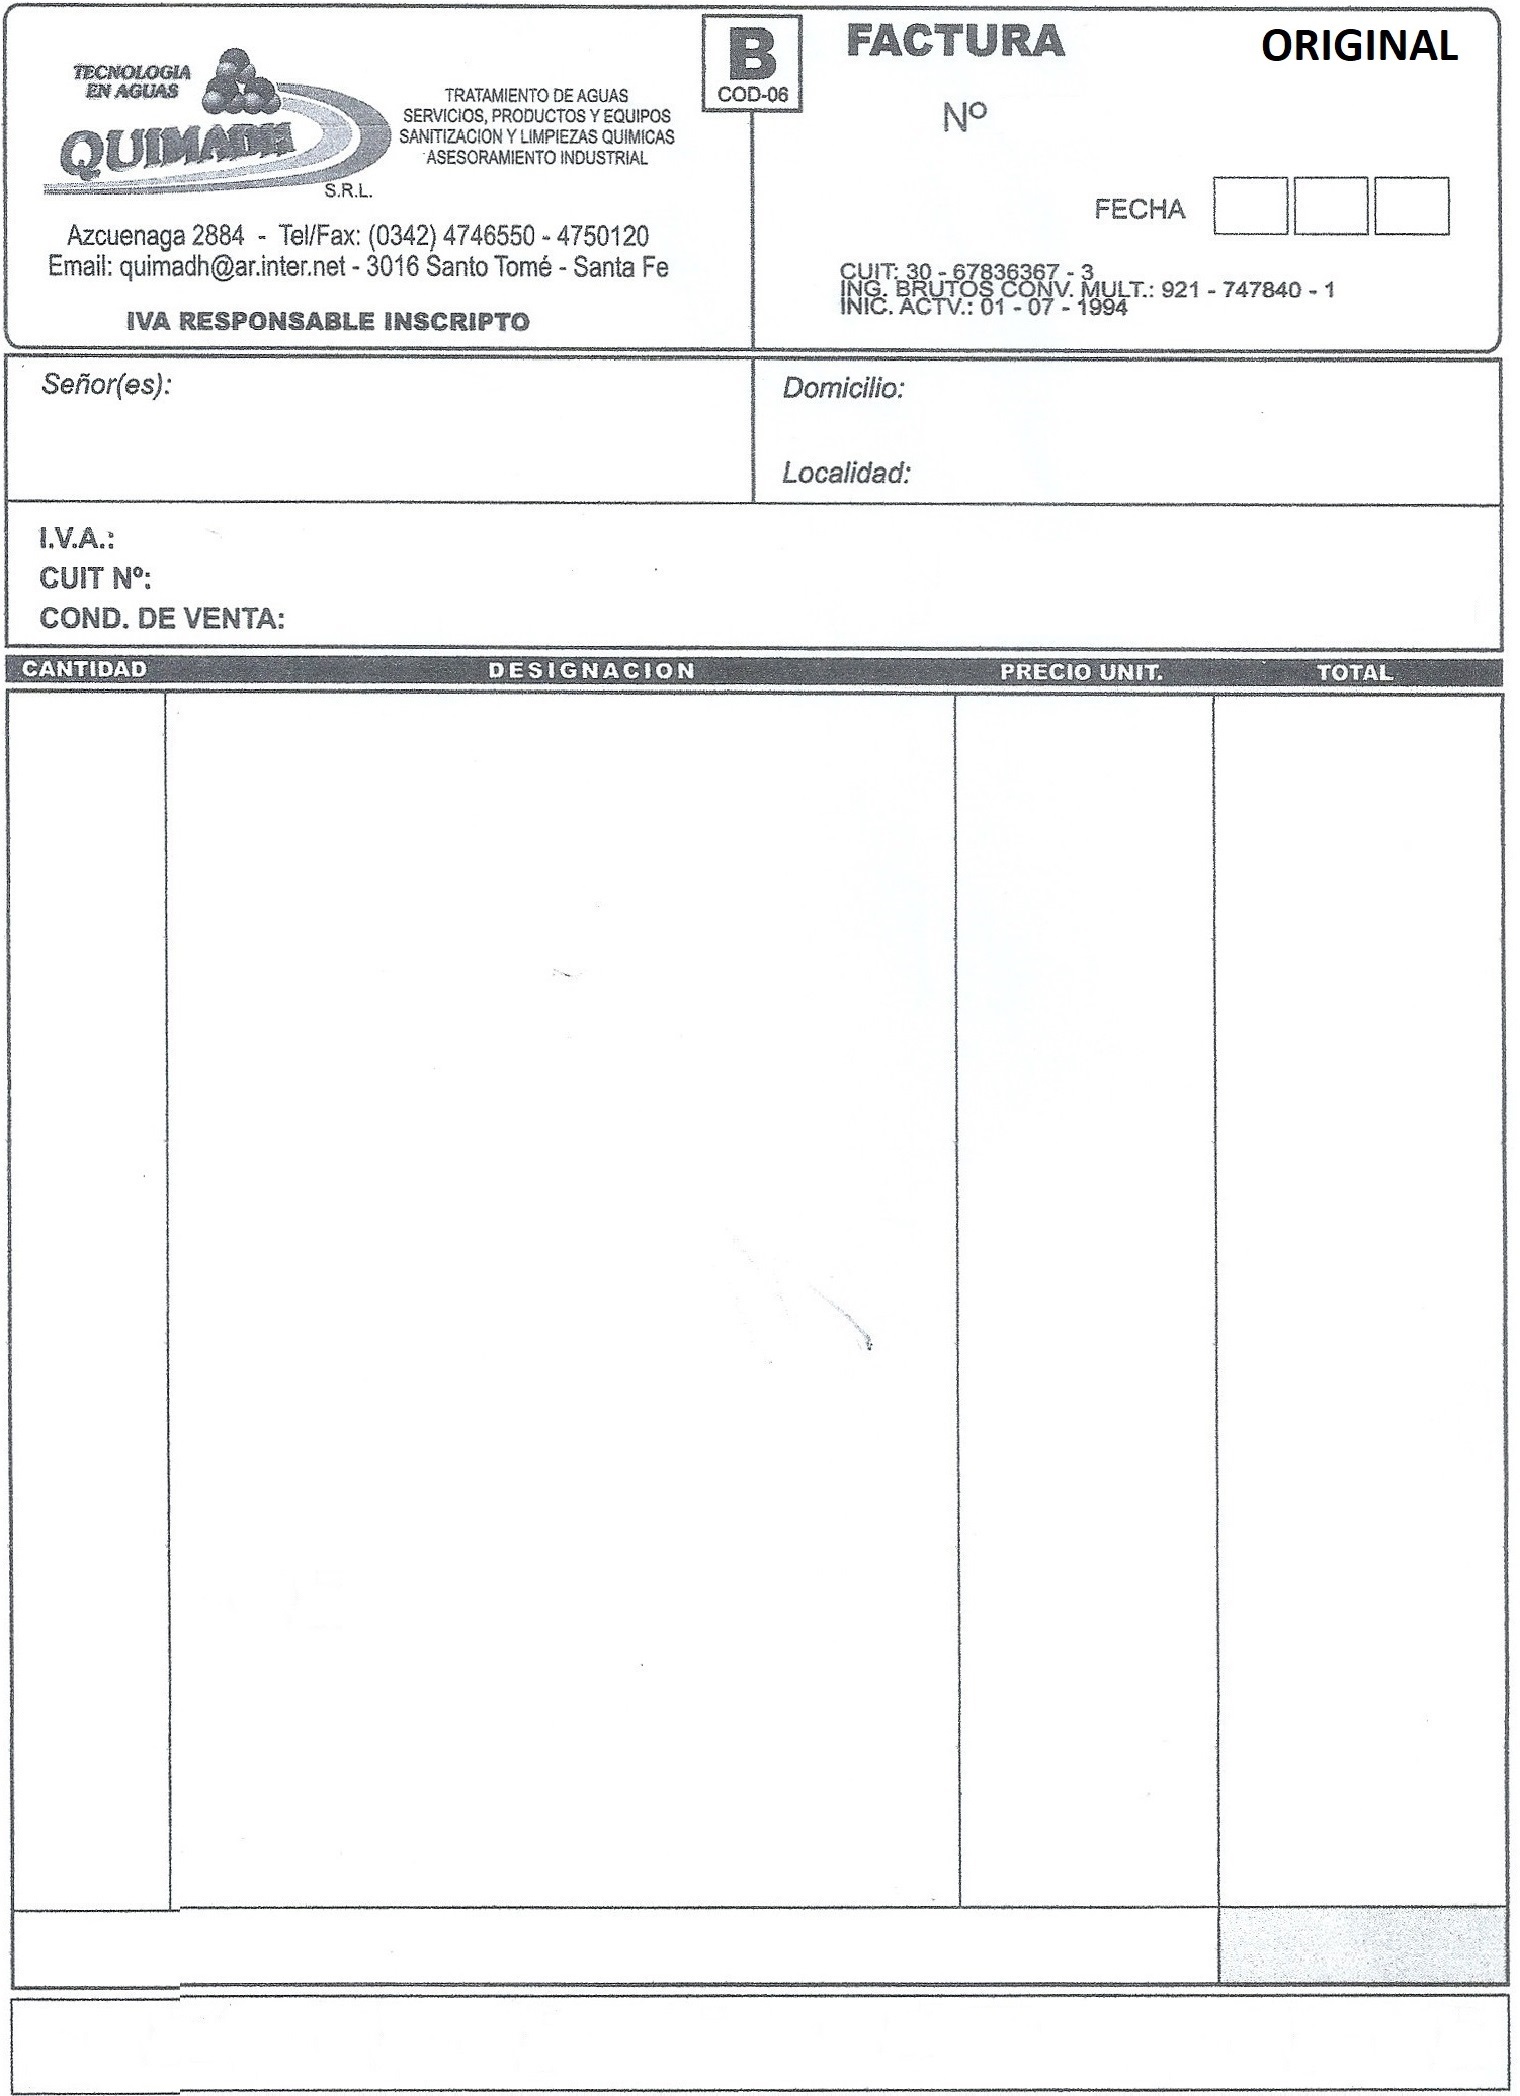 TECNOLOGIA
EN AGUAS
QUIMADH
S.R.L.
TRATAMIENTO DE AGUAS
SERVICIOS, PRODUCTOS Y EQUIPOS
SANITIZACION Y LIMPIEZAS QUIMICAS
ASESORAMIENTO INDUSTRIAL
Azcuenaga 2884 - Tel/Fax: (0342) 4746550 - 4750120
Email: quimadh@ar.inter.net - 3016 Santo Tomé - Santa Fe
IVA RESPONSABLE INSCRIPTO
B
COD-06
FACTURA
ORIGINAL
Nº
FECHA
CUIT: 30 - 67836367 - 3
ING. BRUTOS CONV. MULT.: 921 - 747840 - 1
INIC. ACTV.: 01 - 07 - 1994
Señor(es):
Domicilio:
Localidad:
I.V.A.:
CUIT Nº:
COND. DE VENTA:
CANTIDAD DESIGNACION PRECIO UNIT. TOTAL